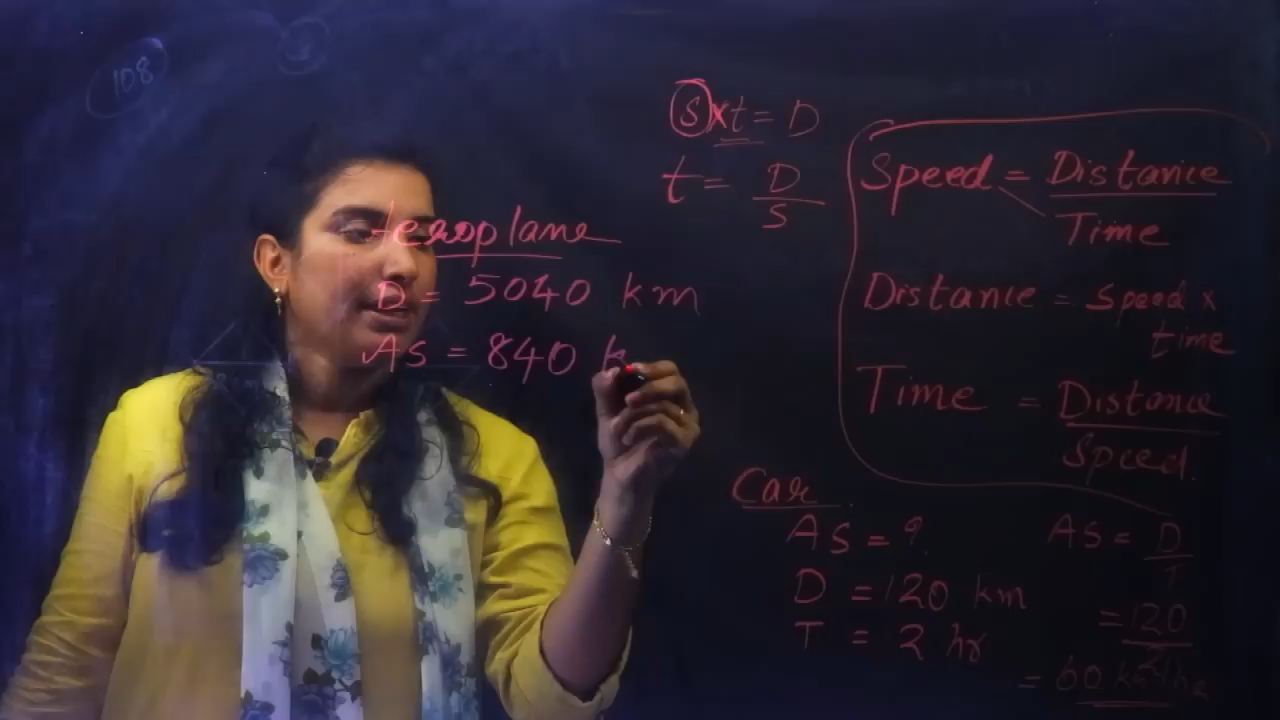 108
S × t = D
t = D
S
Speed = Distance
Time
Distance = Speed ×
time
Time = Distance
Speed.
Aeroplane
D = 5040 km
AS = 840 k
Car
AS = ?
D = 120 km
T = 2 hr
AS = D
T
= 120
2
= 60 km/hr